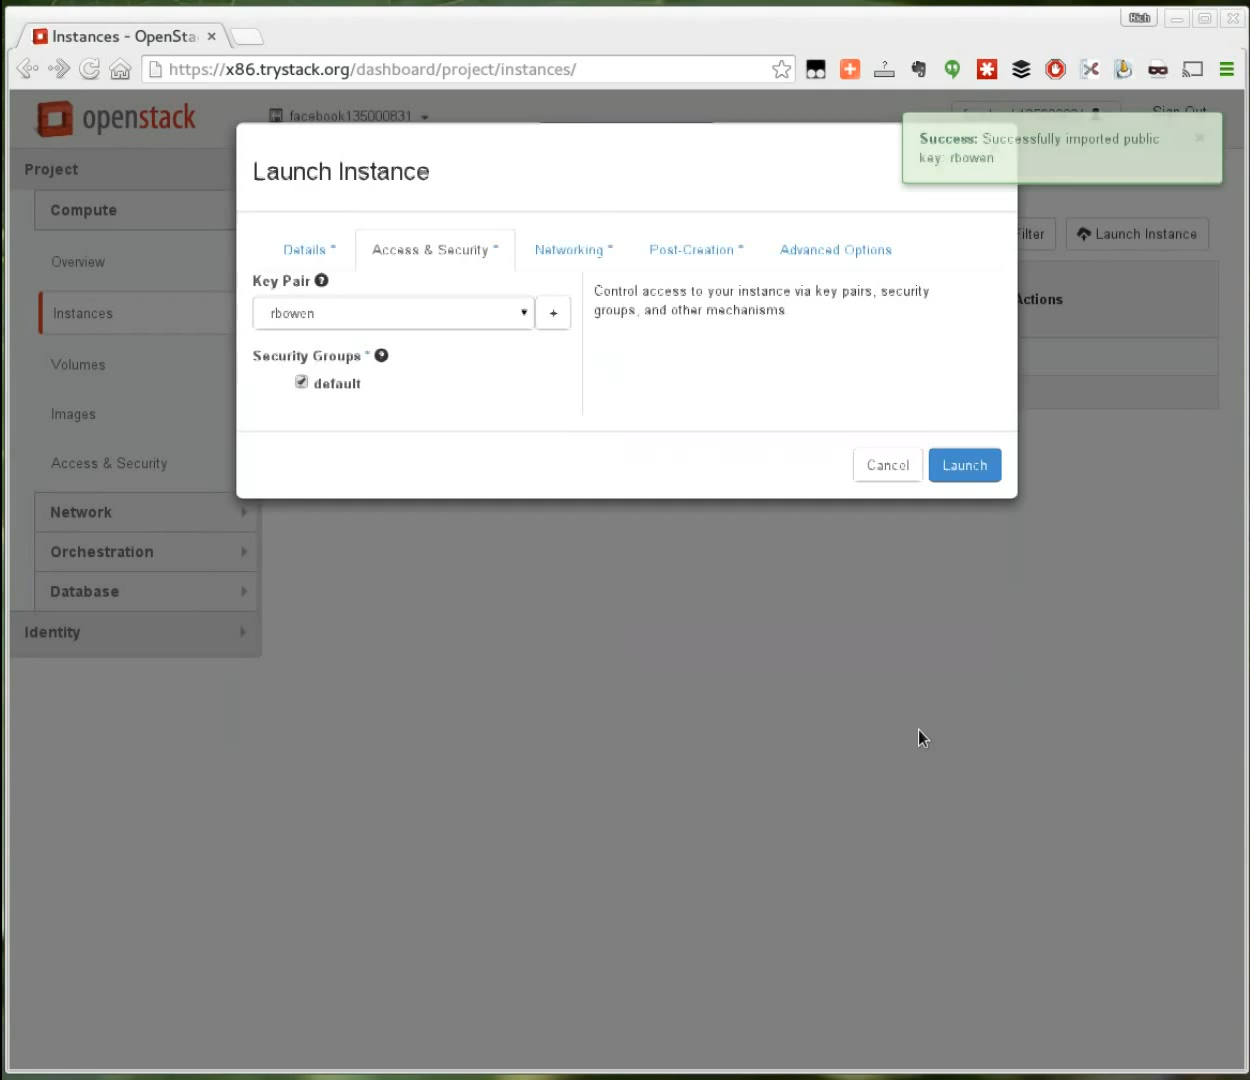 Rich
Instances - OpenSta
https://x86.trystack.org/dashboard/project/instances/
openstack
facebook135000831
Sign Out
Success: Successfully imported public
key: rbowen
Project
Launch Instance
Compute
Filter
Launch Instance
Details *
Access & Security *
Networking *
Post-Creation *
Advanced Options
Overview
Key Pair
Control access to your instance via key pairs, security
groups, and other mechanisms.
Actions
Instances
rbowen
+
Security Groups *
Volumes
default
Images
Access & Security
Cancel
Launch
Network
Orchestration
Database
Identity